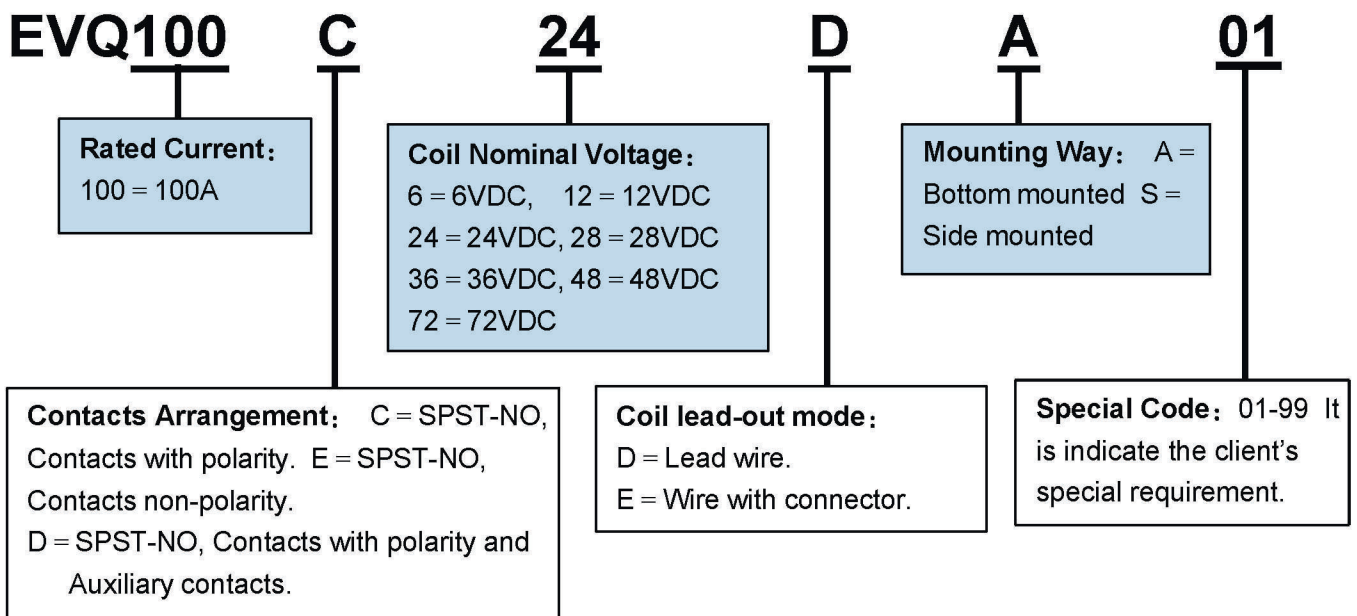 EVQ100 C 24 D A 01
Rated Current：
100 = 100A
Coil Nominal Voltage：
6 = 6VDC, 12 = 12VDC
24 = 24VDC, 28 = 28VDC
36 = 36VDC, 48 = 48VDC
72 = 72VDC
Mounting Way： A =
Bottom mounted S =
Side mounted
Contacts Arrangement： C = SPST-NO,
Contacts with polarity. E = SPST-NO,
Contacts non-polarity.
D = SPST-NO, Contacts with polarity and
Auxiliary contacts.
Coil lead-out mode：
D = Lead wire.
E = Wire with connector.
Special Code：01-99 It
is indicate the client's
special requirement.